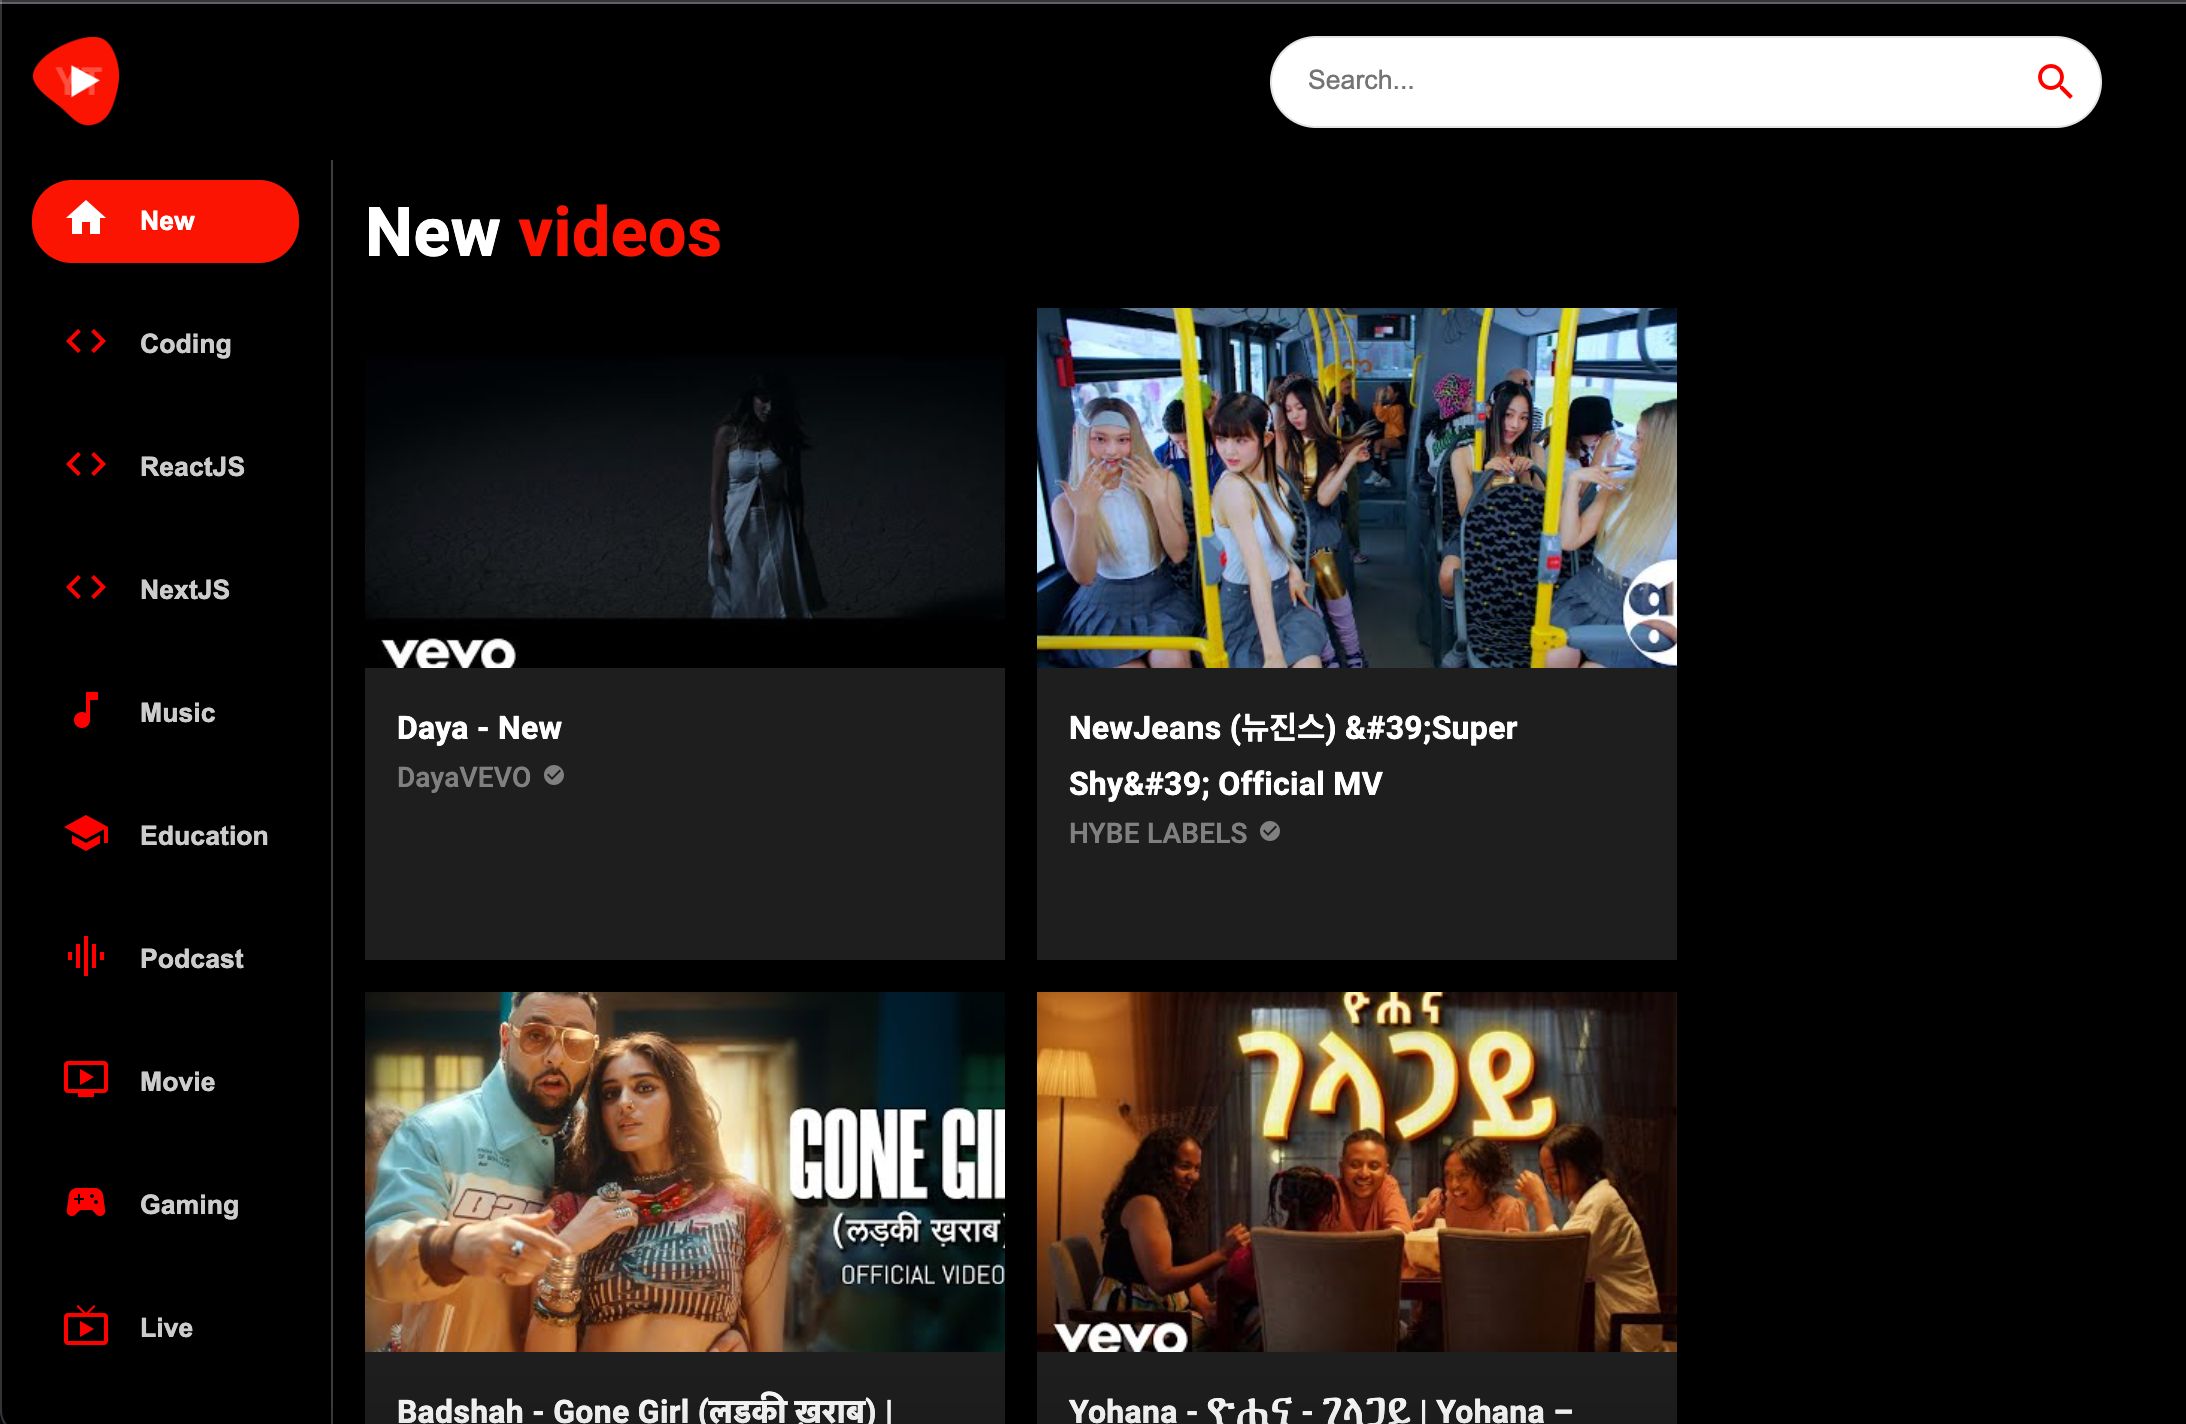 YT
Search...
New
Coding
ReactJS
NextJS
Music
Education
Podcast
Movie
Gaming
Live
New videos
vevo
Daya - New
DayaVEVO
NewJeans (뉴진스) &#39;Super
Shy&#39; Official MV
HYBE LABELS
GONE GI
(लड़की ख़राब)
OFFICIAL VIDEO
Badshah - Gone Girl (लड़की ख़राब) |
ዮሐና
ገላጋይ
vevo
Yohana - ዮሐና - ገላጋይ | Yohana –